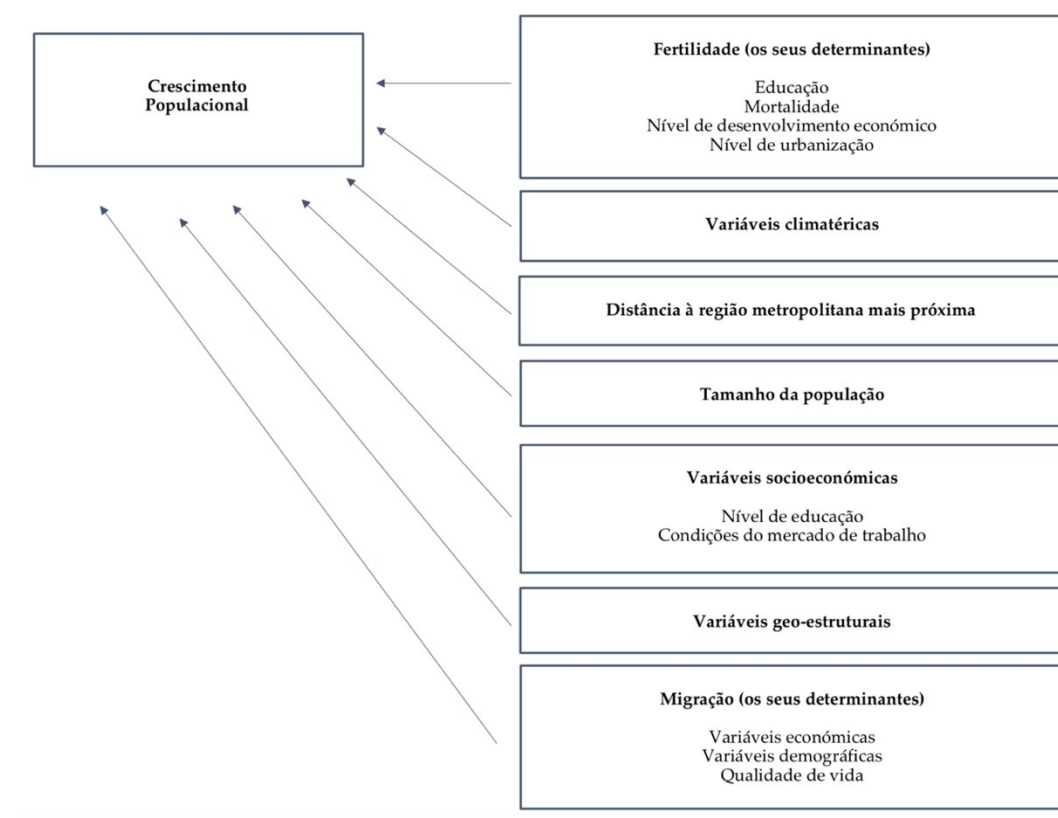 Crescimento
Populacional
Fertilidade (os seus determinantes)
Educação
Mortalidade
Nível de desenvolvimento económico
Nível de urbanização
Variáveis climatéricas
Distância à região metropolitana mais próxima
Tamanho da população
Variáveis socioeconómicas
Nível de educação
Condições do mercado de trabalho
Variáveis geo-estruturais
Migração (os seus determinantes)
Variáveis económicas
Variáveis demográficas
Qualidade de vida